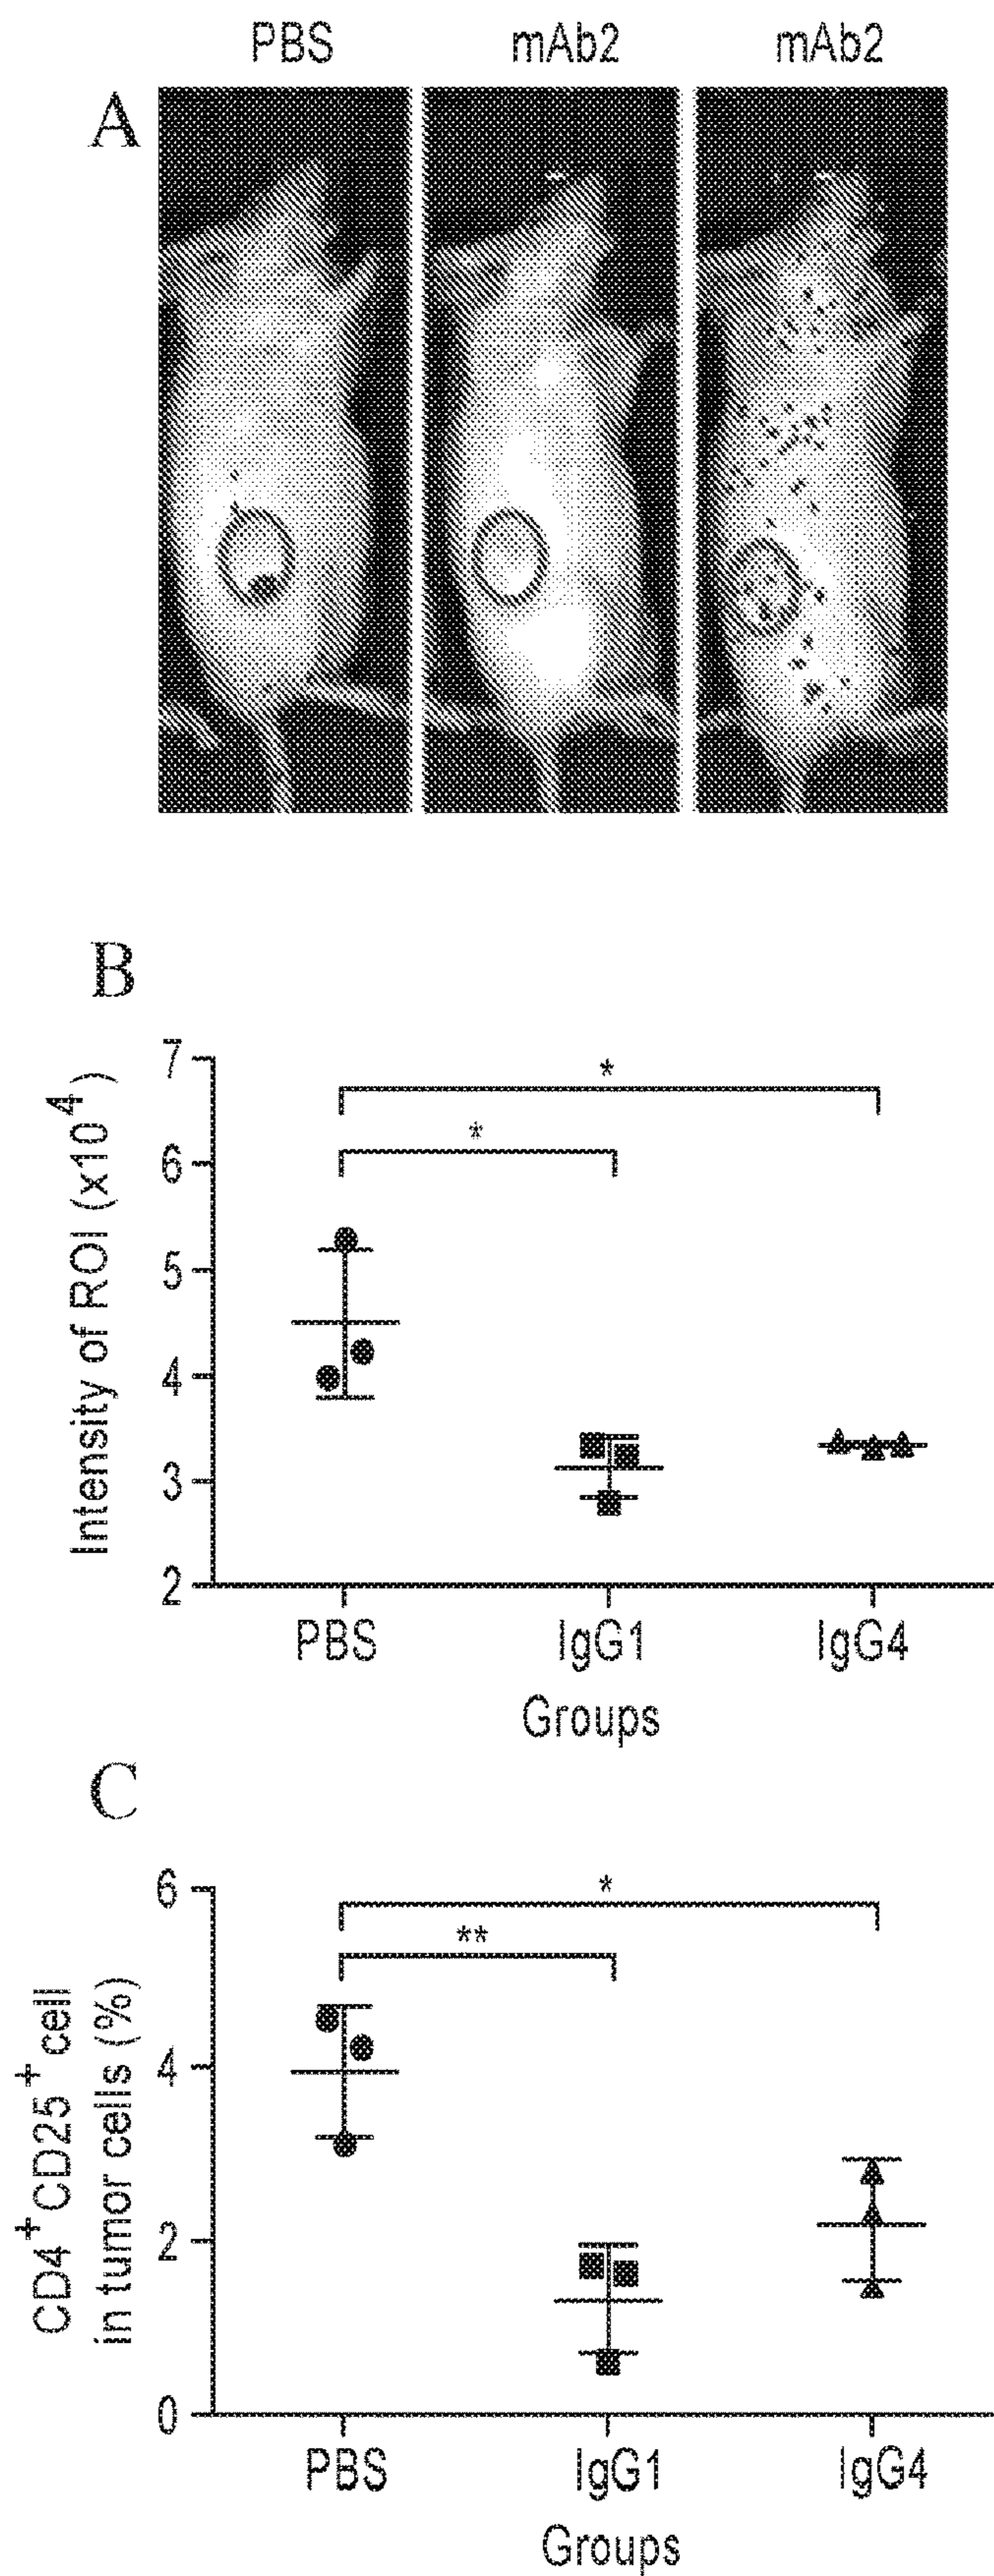 PBS mAb2 mAb2
A
B
Intensity of ROI (x10⁴)
7
6
5
4
3
2
*
*
PBS IgG1 IgG4
Groups
C
CD4⁺CD25⁺ cell
in tumor cells (%)
6
4
2
0
*
**
PBS IgG1 IgG4
Groups